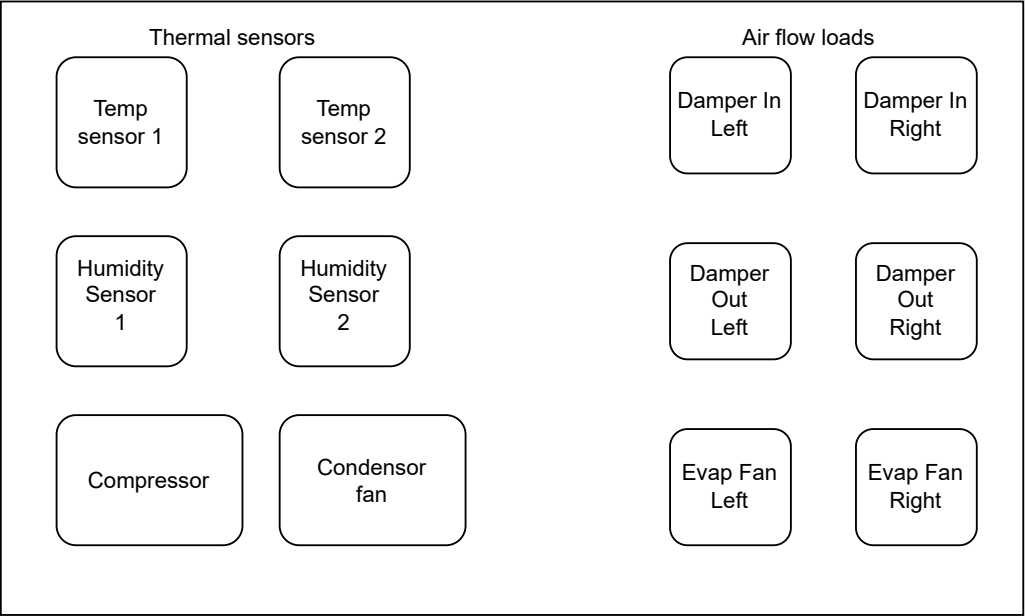 Thermal sensors
Air flow loads
Temp
sensor 1
Temp
sensor 2
Damper In
Left
Damper In
Right
Humidity
Sensor
1
Humidity
Sensor
2
Damper
Out
Left
Damper
Out
Right
Compressor
Condensor
fan
Evap Fan
Left
Evap Fan
Right